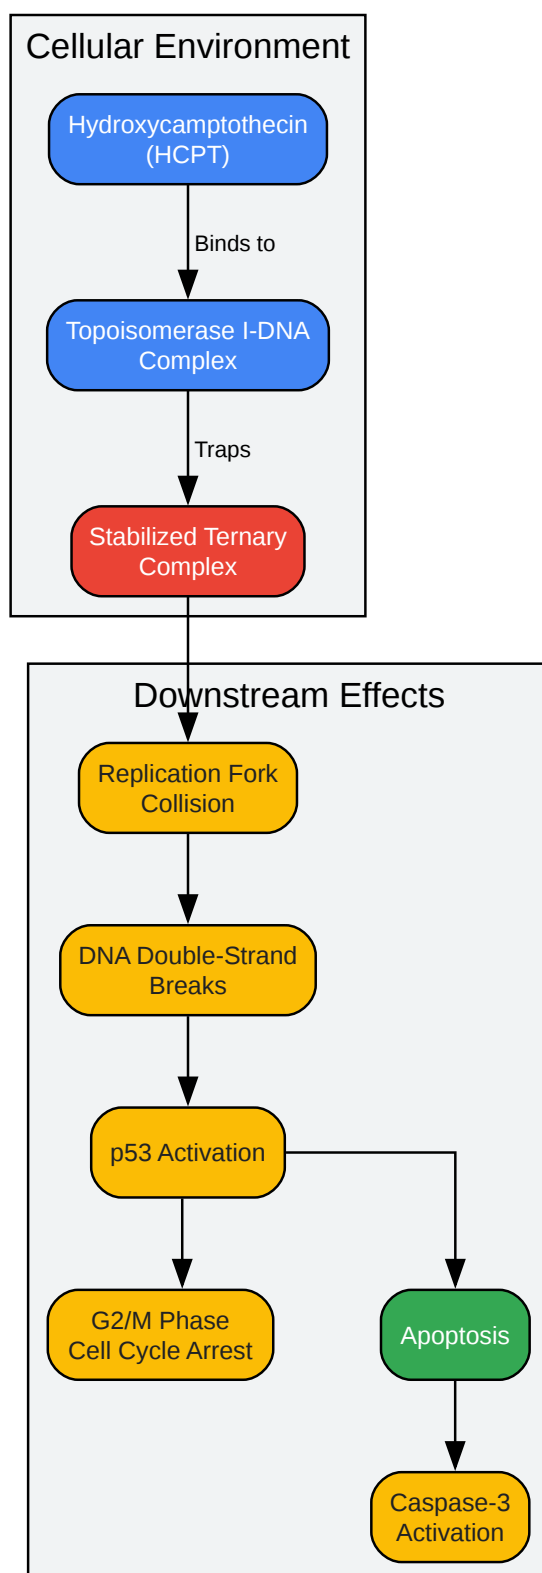 Cellular Environment
Hydroxycamptothecin
(HCPT)
Binds to
Topoisomerase I-DNA
Complex
Traps
Stabilized Ternary
Complex
Downstream Effects
Replication Fork
Collision
DNA Double-Strand
Breaks
p53 Activation
G2/M Phase
Cell Cycle Arrest
Apoptosis
Caspase-3
Activation